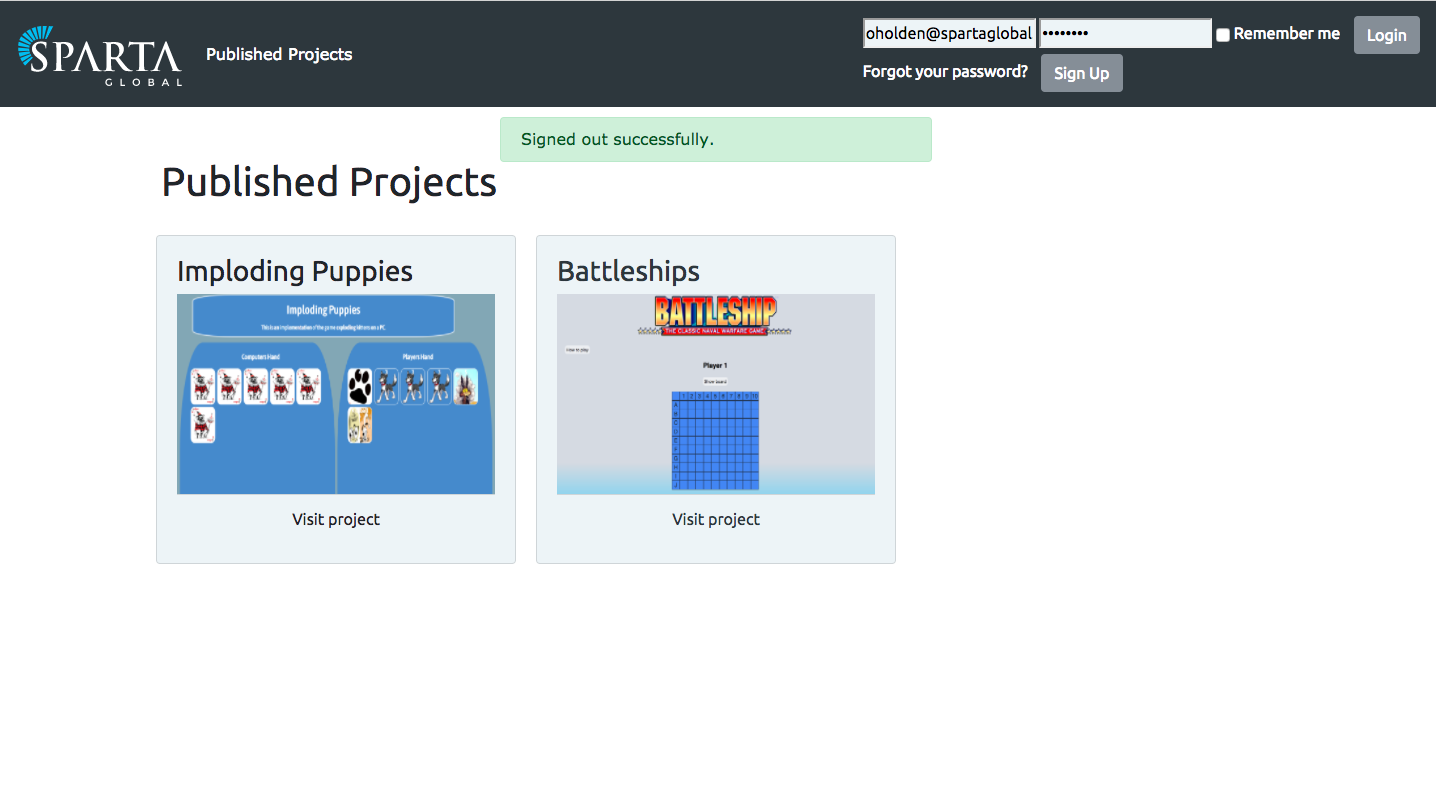 SPARTA
GLOBAL
Published Projects
oholden@spartaglobal
••••••••
Remember me
Login
Forgot your password?
Sign Up
Signed out successfully.
Published Projects
Imploding Puppies
Imploding Puppies
This is an implementation of the game exploding kittens on a PC.
Computers Hand
Players Hand
Visit project
Battleships
BATTLESHIP
THE CLASSIC NAVAL WARFARE GAME
How to play
Player 1
Show board
1 2 3 4 5 6 7 8 9 10
A
B
C
D
E
F
G
H
I
J
Visit project